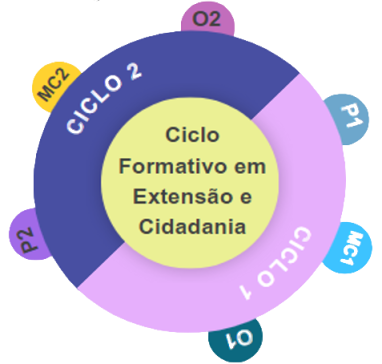 O2
MC2
CICLO 2
P1
Ciclo
Formativo em
Extensão e
Cidadania
P2
CICLO 1
MC1
O1